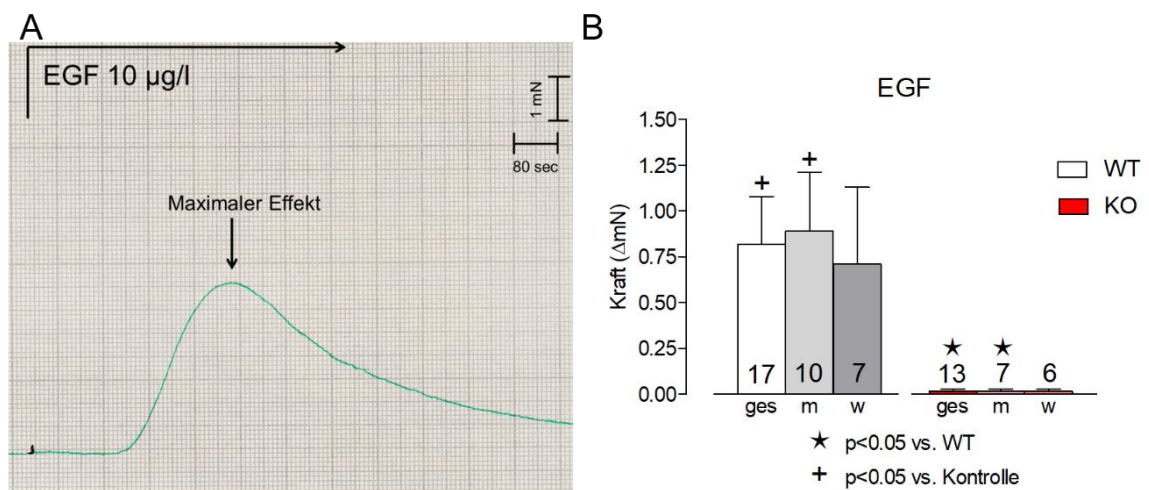 A
EGF 10 µg/l
1 mN
80 sec
Maximaler Effekt
B
EGF
WT
KO
Kraft (ΔmN)
1.50
1.25
1.00
0.75
0.50
0.25
0.00
+ +
17 10 7
★ ★
13 7 6
ges m w ges m w
★ p<0.05 vs. WT
+ p<0.05 vs. Kontrolle